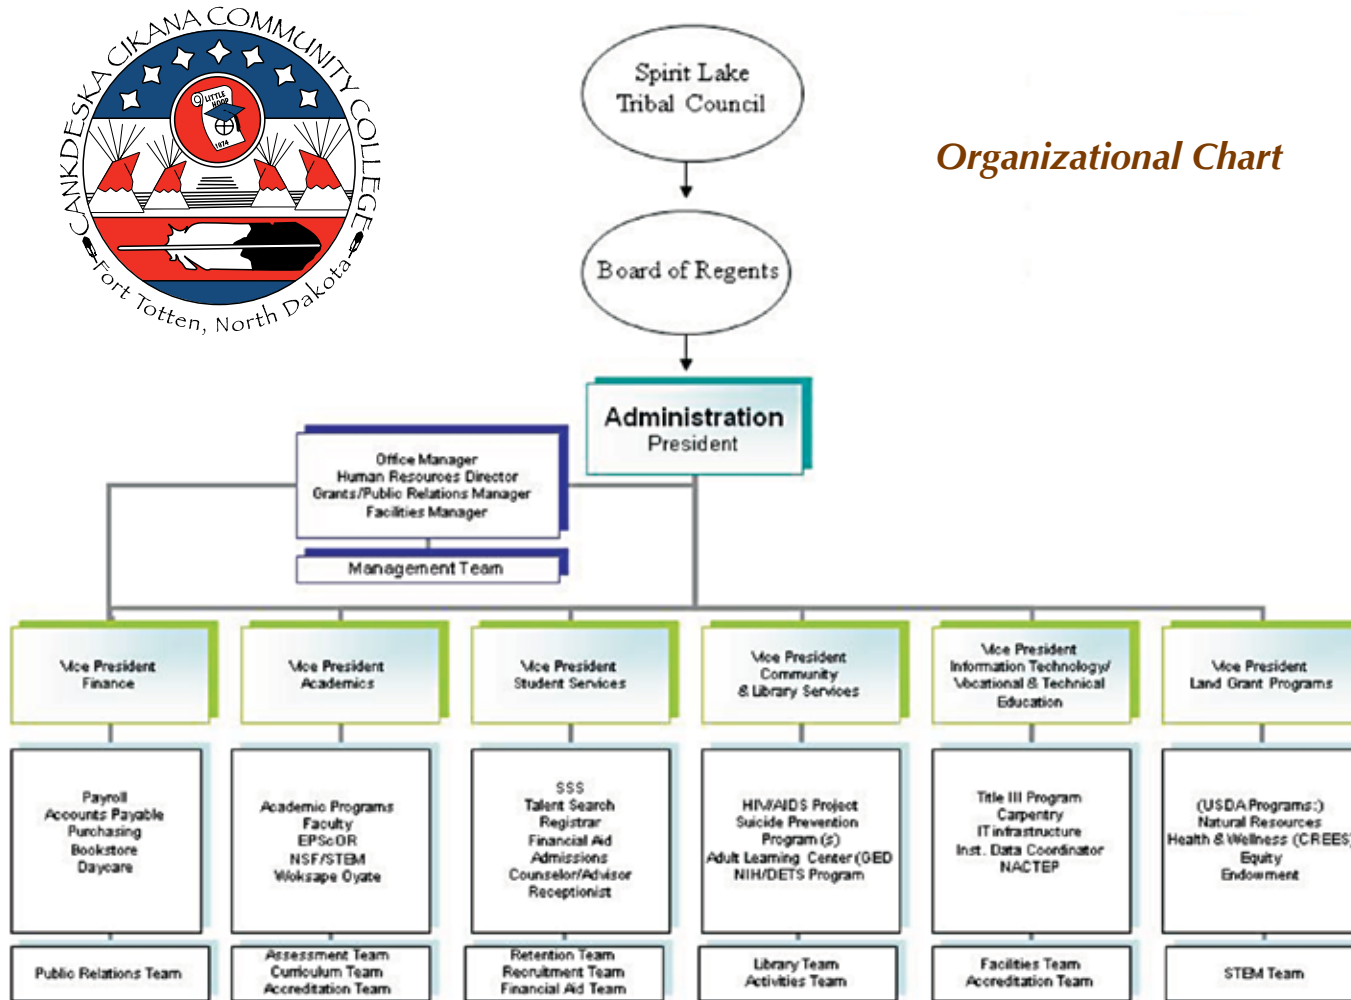 CANKDESKA CIKANA COMMUNITY COLLEGE
LITTLE
HOOP
1974
Fort Totten, North Dakota
Organizational Chart
Spirit Lake
Tribal Council
Board of Regents
Administration
President
Office Manager
Human Resources Director
Grants/Public Relations Manager
Facilities Manager
Management Team
Vice President
Finance
Payroll
Accounts Payable
Purchasing
Bookstore
Daycare
Public Relations Team
Vice President
Academics
Academic Programs
Faculty
EPScOR
NSF/STEM
Woksape Oyate
Assessment Team
Curriculum Team
Accreditation Team
Vice President
Student Services
SSS
Talent Search
Registrar
Financial Aid
Admissions
Counselor/Advisor
Receptionist
Retention Team
Recruitment Team
Financial Aid Team
Vice President
Community
& Library Services
HIV/AIDS Project
Suicide Prevention
Program (s)
Adult Learning Center (GED
NIH/DETS Program
Library Team
Activities Team
Vice President
Information Technology/
Vocational & Technical
Education
Title III Program
Carpentry
IT infrastructure
Inst. Data Coordinator
NACTEP
Facilities Team
Accreditation Team
Vice President
Land Grant Programs
(USDA Programs:)
Natural Resources
Health & Wellness (CREES)
Equity
Endowment
STEM Team